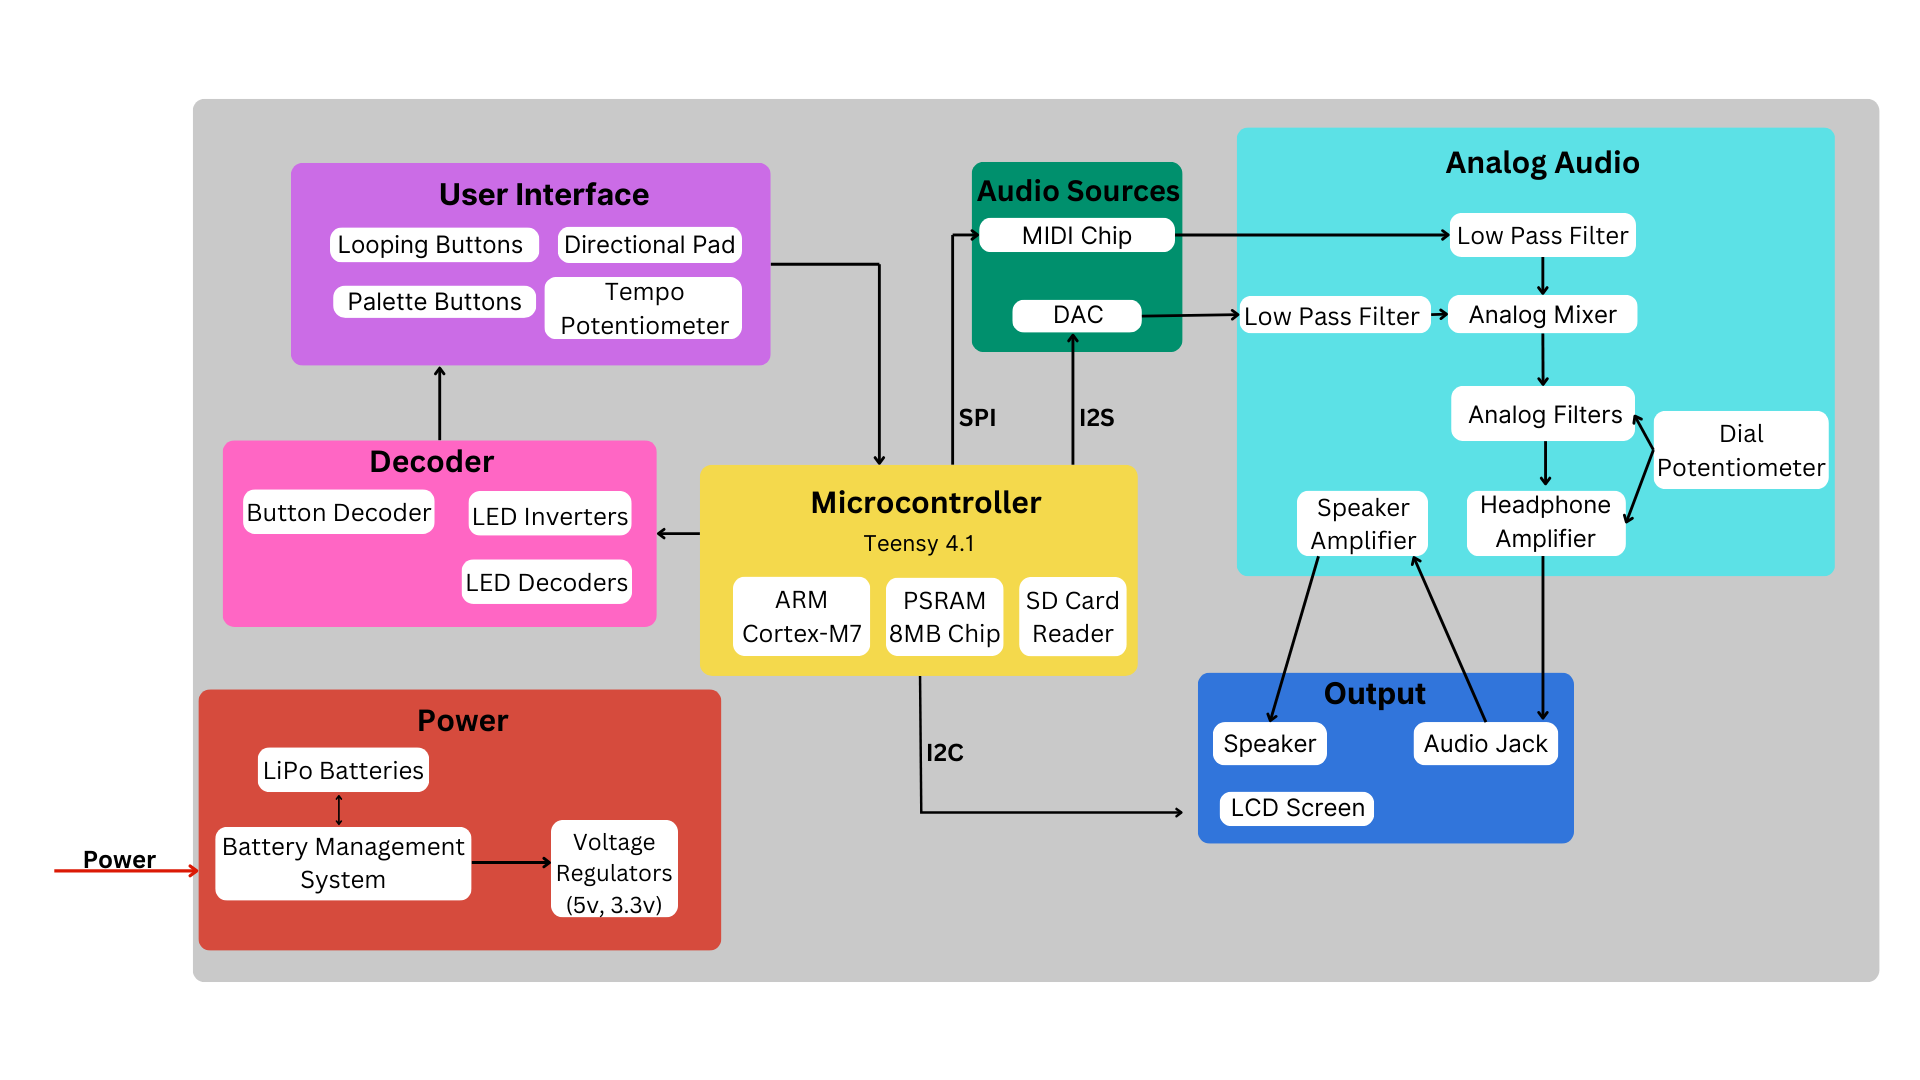 User Interface
Looping Buttons
Directional Pad
Palette Buttons
Tempo
Potentiometer
Audio Sources
MIDI Chip
DAC
Analog Audio
Low Pass Filter
Low Pass Filter
Analog Mixer
Analog Filters
Dial
Potentiometer
Speaker
Amplifier
Headphone
Amplifier
SPI
I2S
Decoder
Button Decoder
LED Inverters
LED Decoders
Microcontroller
Teensy 4.1
ARM
Cortex-M7
PSRAM
8MB Chip
SD Card
Reader
I2C
Output
Speaker
Audio Jack
LCD Screen
Power
LiPo Batteries
Battery Management
System
Voltage
Regulators
(5v, 3.3v)
Power